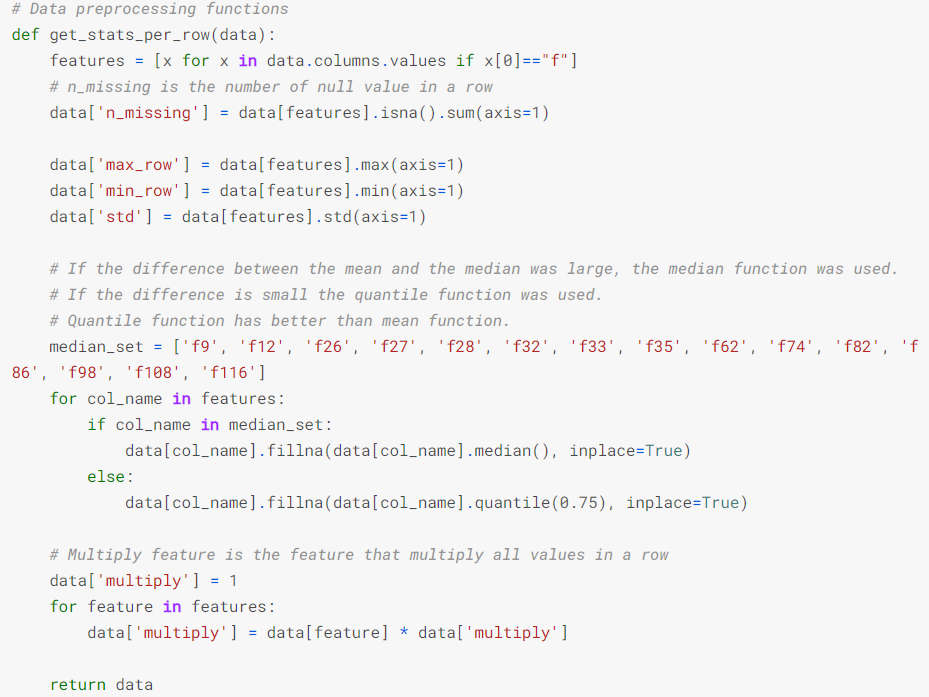 # Data preprocessing functions
def get_stats_per_row(data):
    features = [x for x in data.columns.values if x[0]=="f"]
    # n_missing is the number of null value in a row
    data['n_missing'] = data[features].isna().sum(axis=1)

    data['max_row'] = data[features].max(axis=1)
    data['min_row'] = data[features].min(axis=1)
    data['std'] = data[features].std(axis=1)

    # If the difference between the mean and the median was large, the median function was used.
    # If the difference is small the quantile function was used.
    # Quantile function has better than mean function.
    median_set = ['f9', 'f12', 'f26', 'f27', 'f28', 'f32', 'f33', 'f35', 'f62', 'f74', 'f82', 'f
86', 'f98', 'f108', 'f116']
    for col_name in features:
        if col_name in median_set:
            data[col_name].fillna(data[col_name].median(), inplace=True)
        else:
            data[col_name].fillna(data[col_name].quantile(0.75), inplace=True)

    # Multiply feature is the feature that multiply all values in a row
    data['multiply'] = 1
    for feature in features:
        data['multiply'] = data[feature] * data['multiply']

    return data